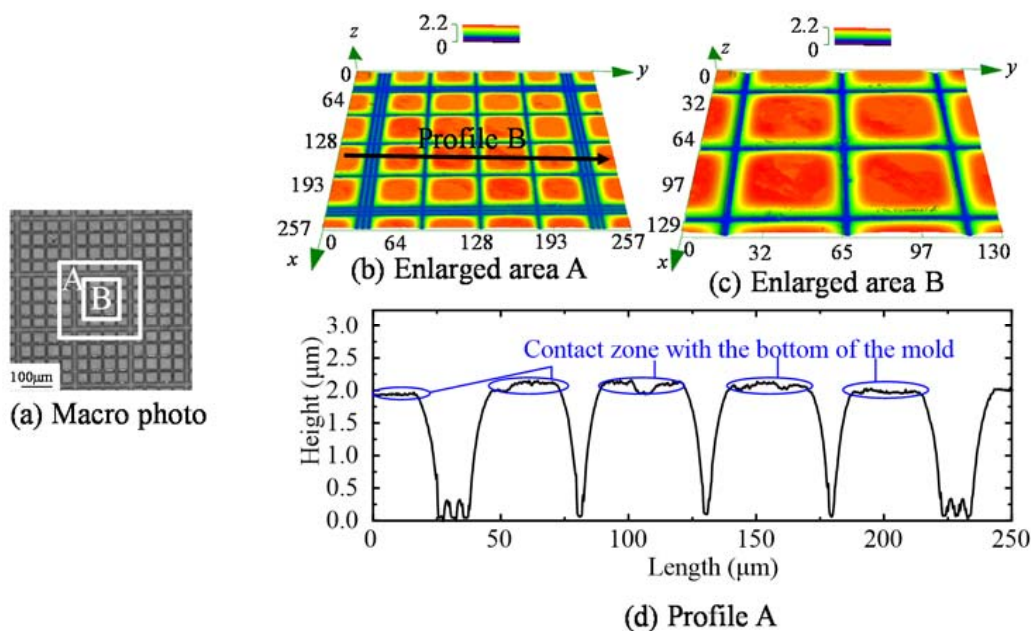 A
B
100μm
(a) Macro photo
2.2
0
z
y
0
64
128
193
257
x
Profile B
0 64 128 193 257
(b) Enlarged area A
2.2
0
z
y
0
32
64
97
129
x
0 32 65 97 130
(c) Enlarged area B
3.0
2.5
2.0
1.5
1.0
0.5
0.0
Height (μm)
Contact zone with the bottom of the mold
0 50 100 150 200 250
Length (μm)
(d) Profile A